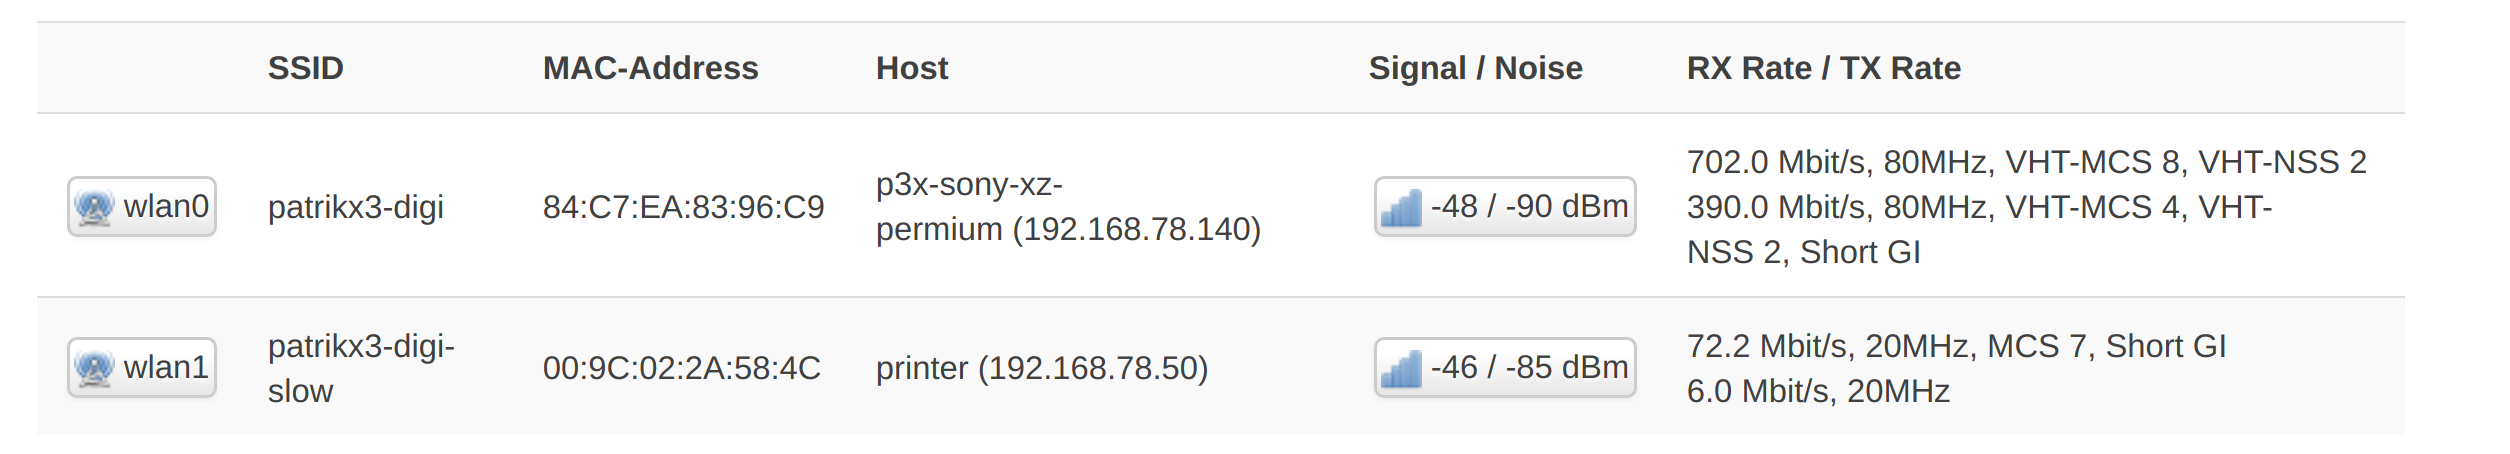 SSID MAC-Address Host Signal / Noise RX Rate / TX Rate
wlan0 patrikx3-digi 84:C7:EA:83:96:C9 p3x-sony-xz-
permium (192.168.78.140) -48 / -90 dBm 702.0 Mbit/s, 80MHz, VHT-MCS 8, VHT-NSS 2
390.0 Mbit/s, 80MHz, VHT-MCS 4, VHT-
NSS 2, Short GI
wlan1 patrikx3-digi-
slow 00:9C:02:2A:58:4C printer (192.168.78.50) -46 / -85 dBm 72.2 Mbit/s, 20MHz, MCS 7, Short GI
6.0 Mbit/s, 20MHz